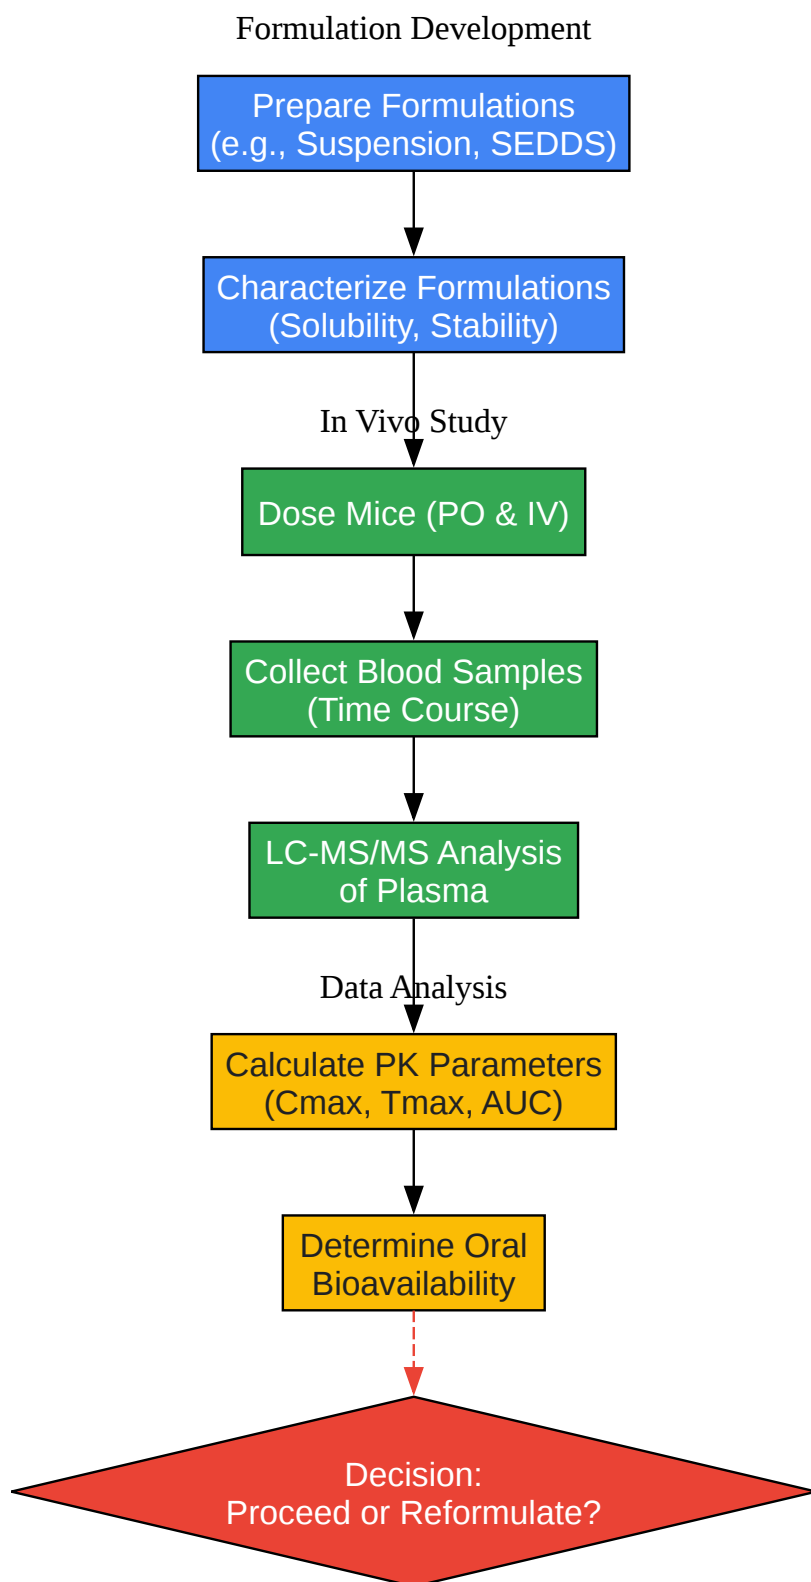 Formulation Development
Prepare Formulations
(e.g., Suspension, SEDDS)
Characterize Formulations
(Solubility, Stability)
In Vivo Study
Dose Mice (PO & IV)
Collect Blood Samples
(Time Course)
LC-MS/MS Analysis
of Plasma
Data Analysis
Calculate PK Parameters
(Cmax, Tmax, AUC)
Determine Oral
Bioavailability
Decision:
Proceed or Reformulate?